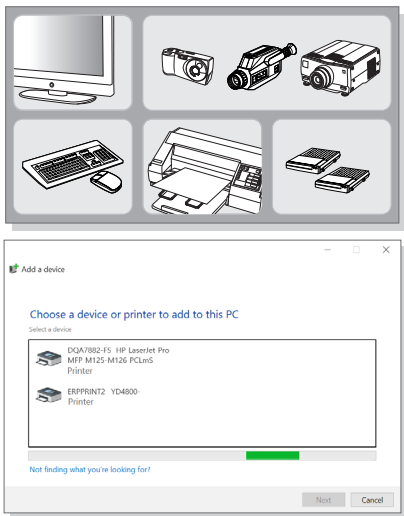 Add a device
Choose a device or printer to add to this PC
Select a device
DQA7882-F5 HP LaserJet Pro
MFP M125-M126 PCLmS
Printer
ERPPRINT2 YD4800-
Printer
Not finding what you're looking for?
Next Cancel